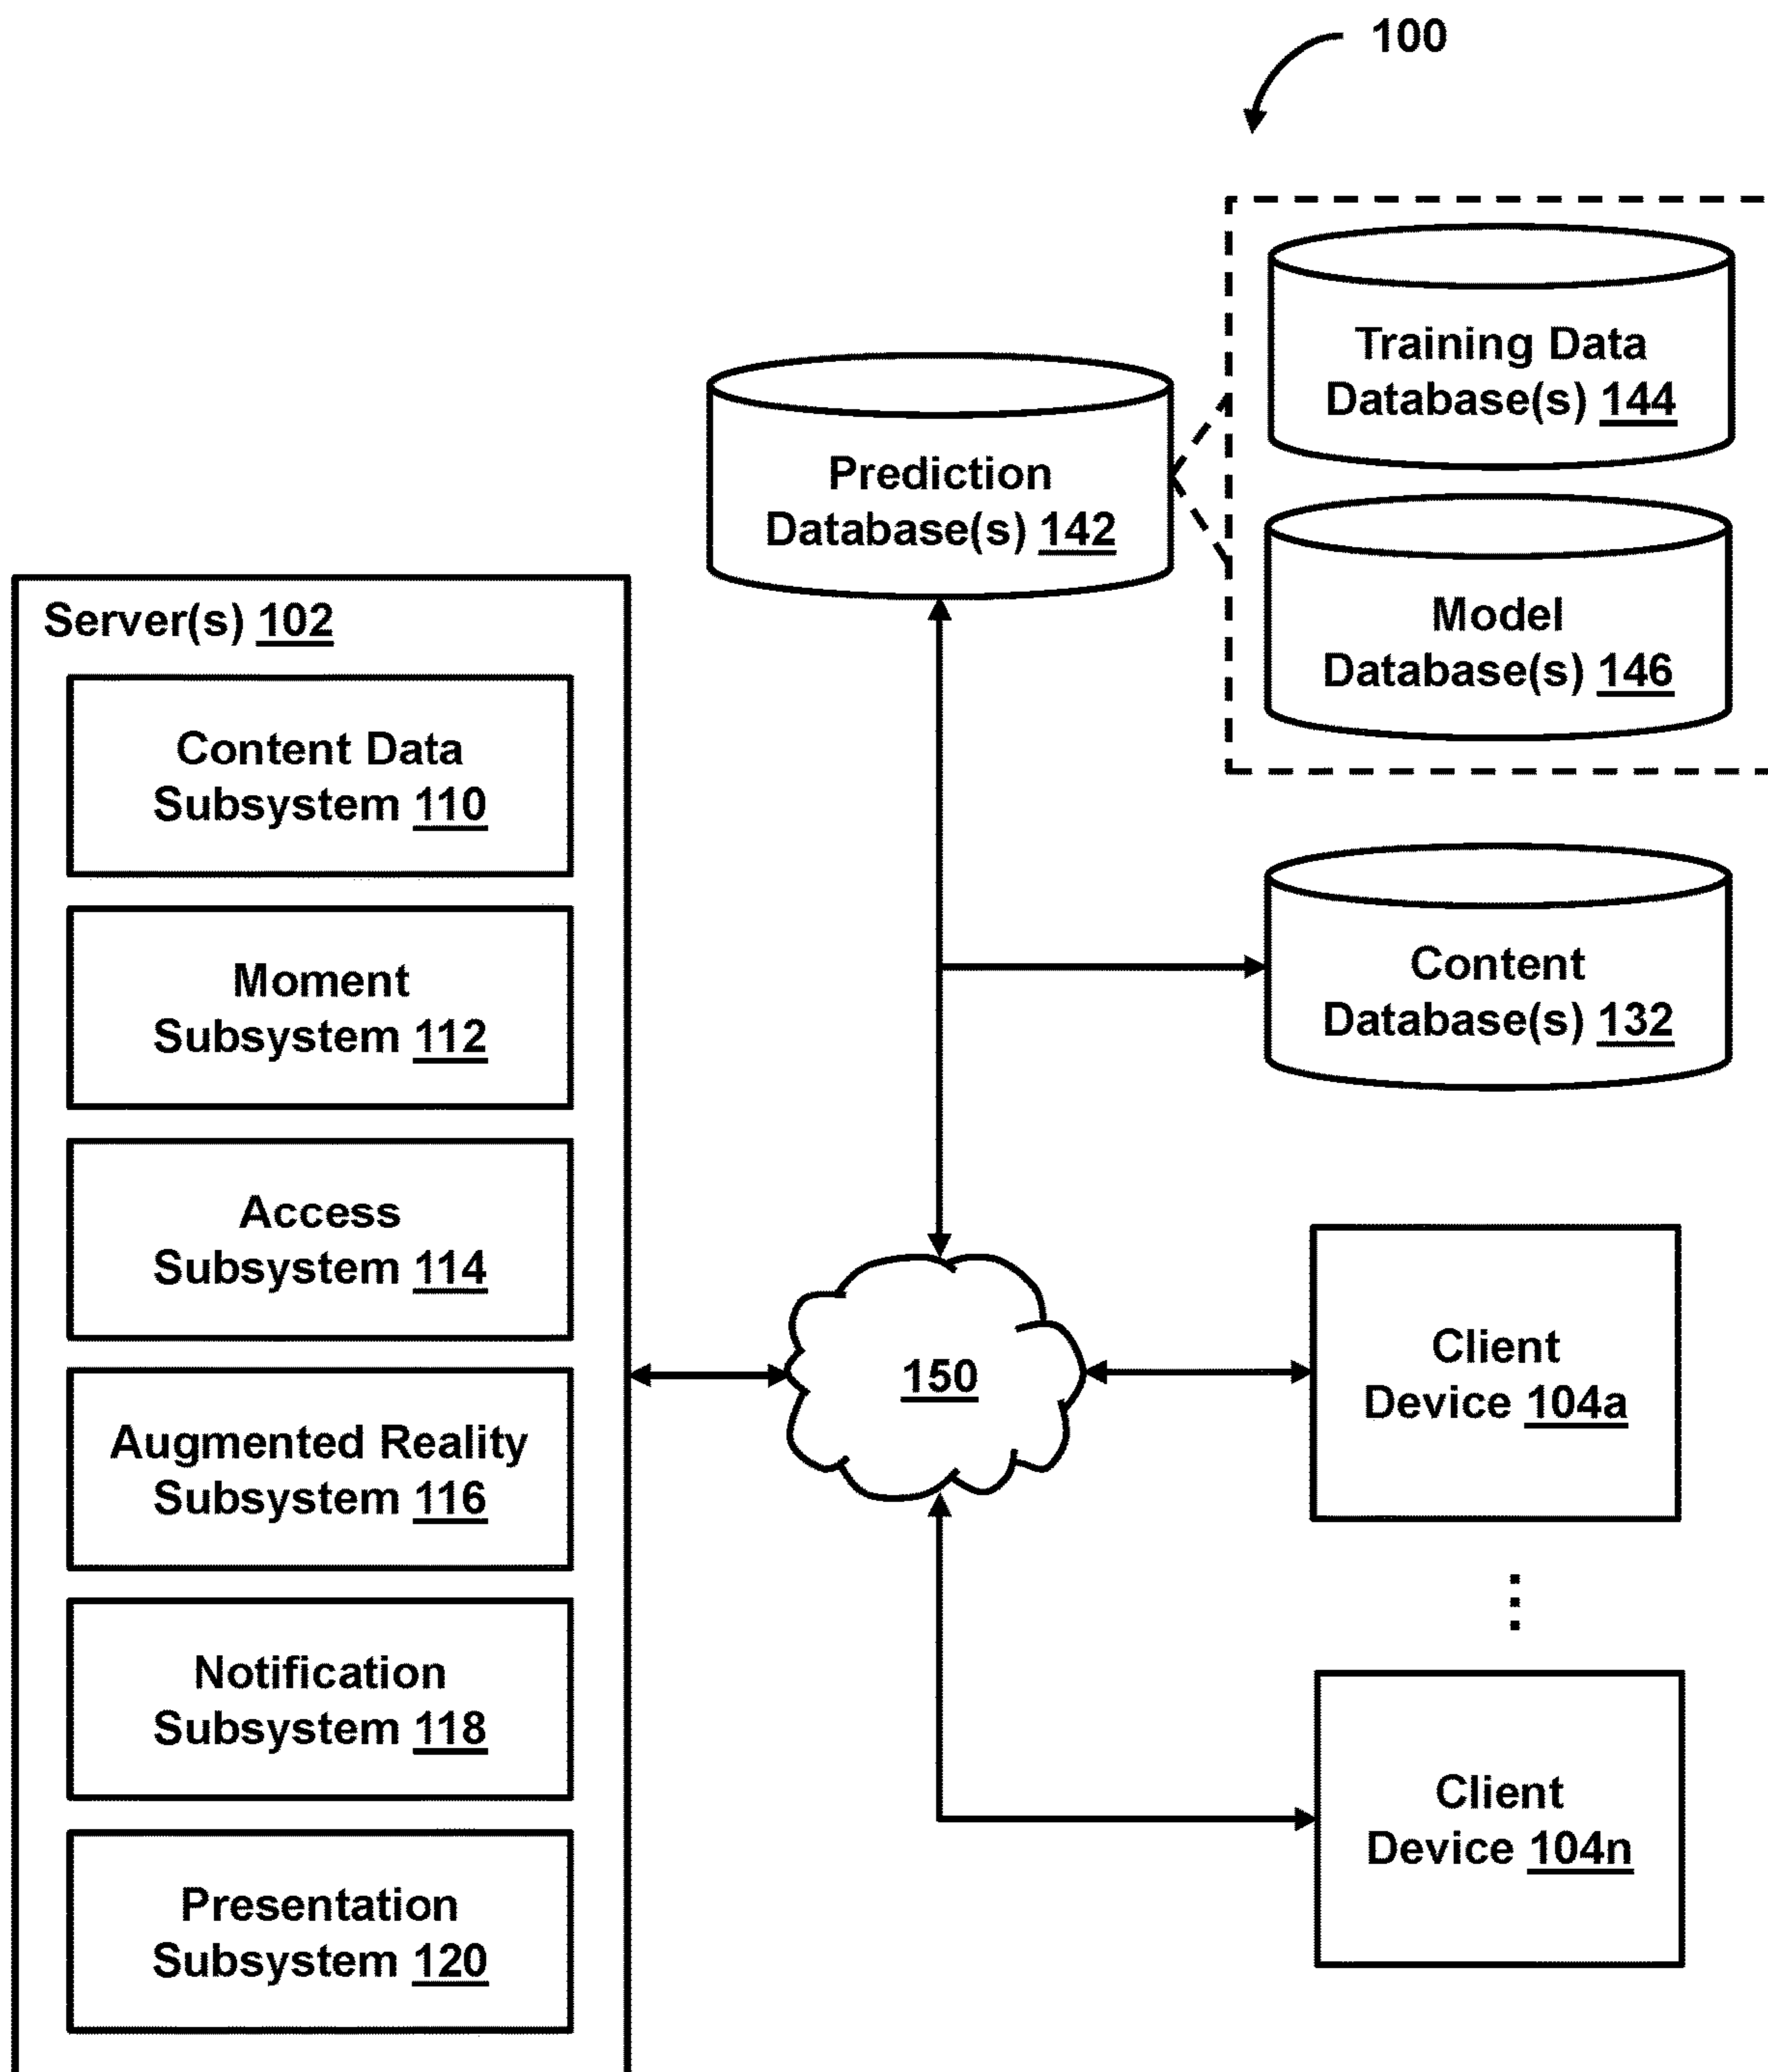 100
Training Data
Database(s) 144
Prediction
Database(s) 142
Model
Database(s) 146
Server(s) 102
Content Data
Subsystem 110
Moment
Subsystem 112
Access
Subsystem 114
Augmented Reality
Subsystem 116
Notification
Subsystem 118
Presentation
Subsystem 120
Content
Database(s) 132
150
Client
Device 104a
Client
Device 104n